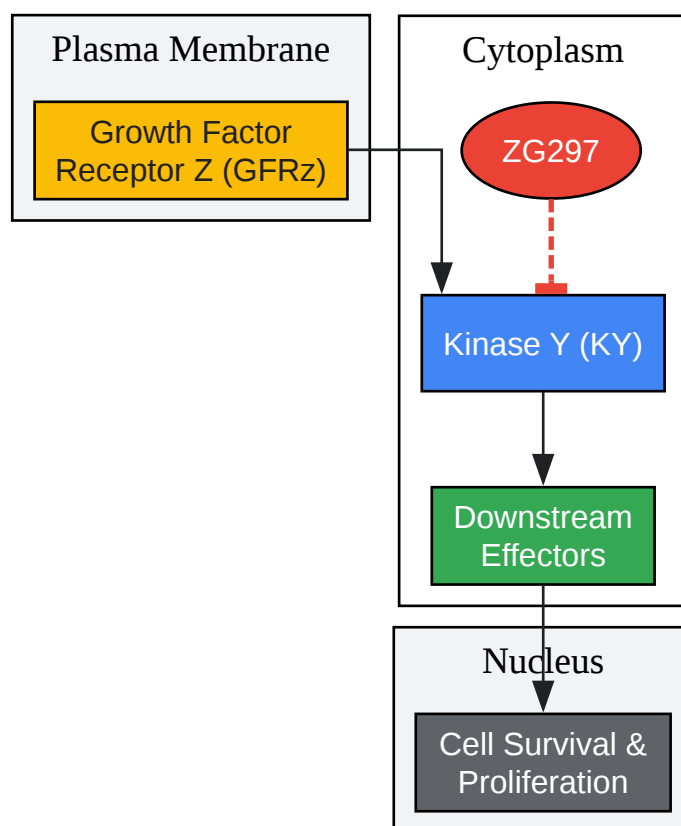 Plasma Membrane
Growth Factor
Receptor Z (GFRz)
Cytoplasm
ZG297
Kinase Y (KY)
Downstream
Effectors
Nucleus
Cell Survival &
Proliferation